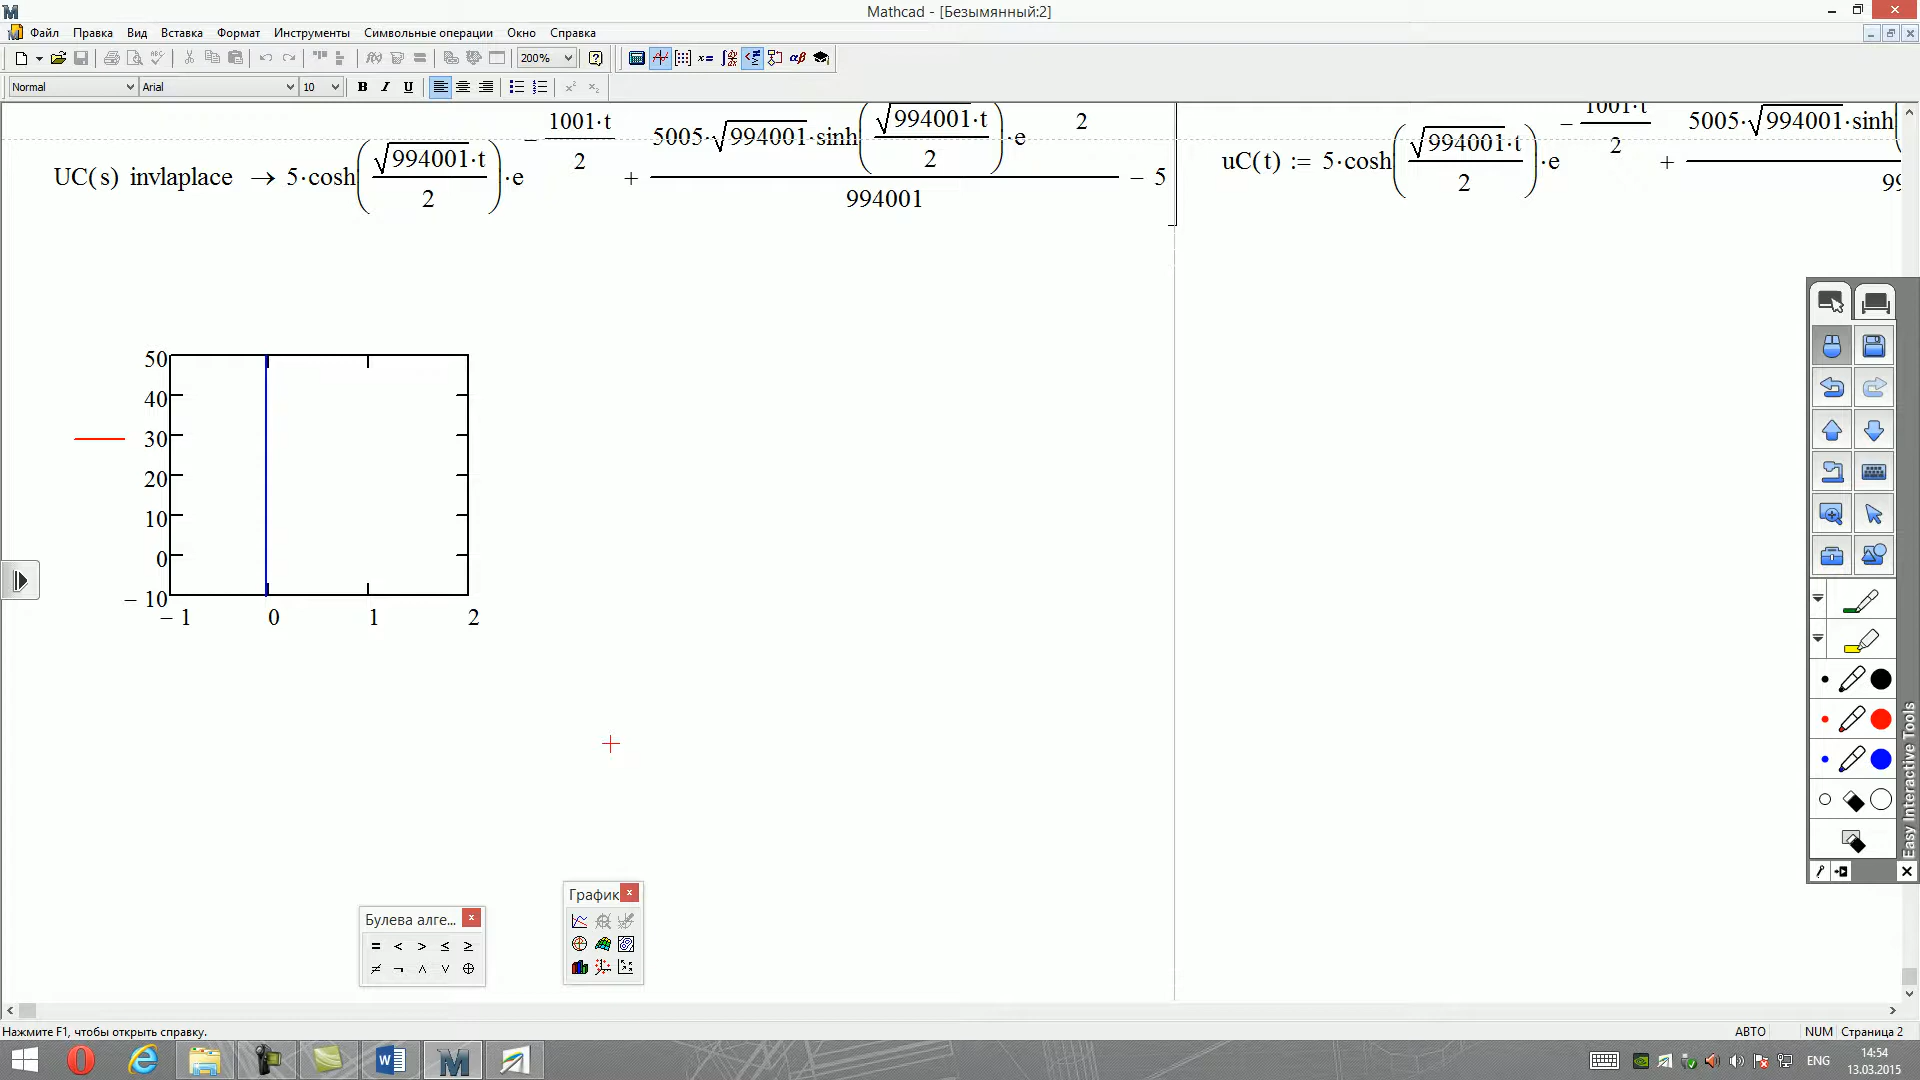 Mathcad - [Безымянный:2]
Файл Правка Вид Вставка Формат Инструменты Символьные операции Окно Справка
200%
Normal Arial 10 B I U
UC(s) invlaplace → 5·cosh(√994001·t/2)·e^(−1001·t/2) + 5005·√994001·sinh(√994001·t/2)·e^2/994001 − 5
uC(t) := 5·cosh(√994001·t/2)·e^(−1001·t/2) + 5005·√994001·sinh(
50
40
30
20
10
0
− 10
− 1 0 1 2
Булева алге...
= < > ≤ ≥
≠ ¬ ∧ ∨ ⊕
График
Easy Interactive Tools
Нажмите F1, чтобы открыть справку.
АВТО NUM Страница 2
ENG
14:54
13.03.2015